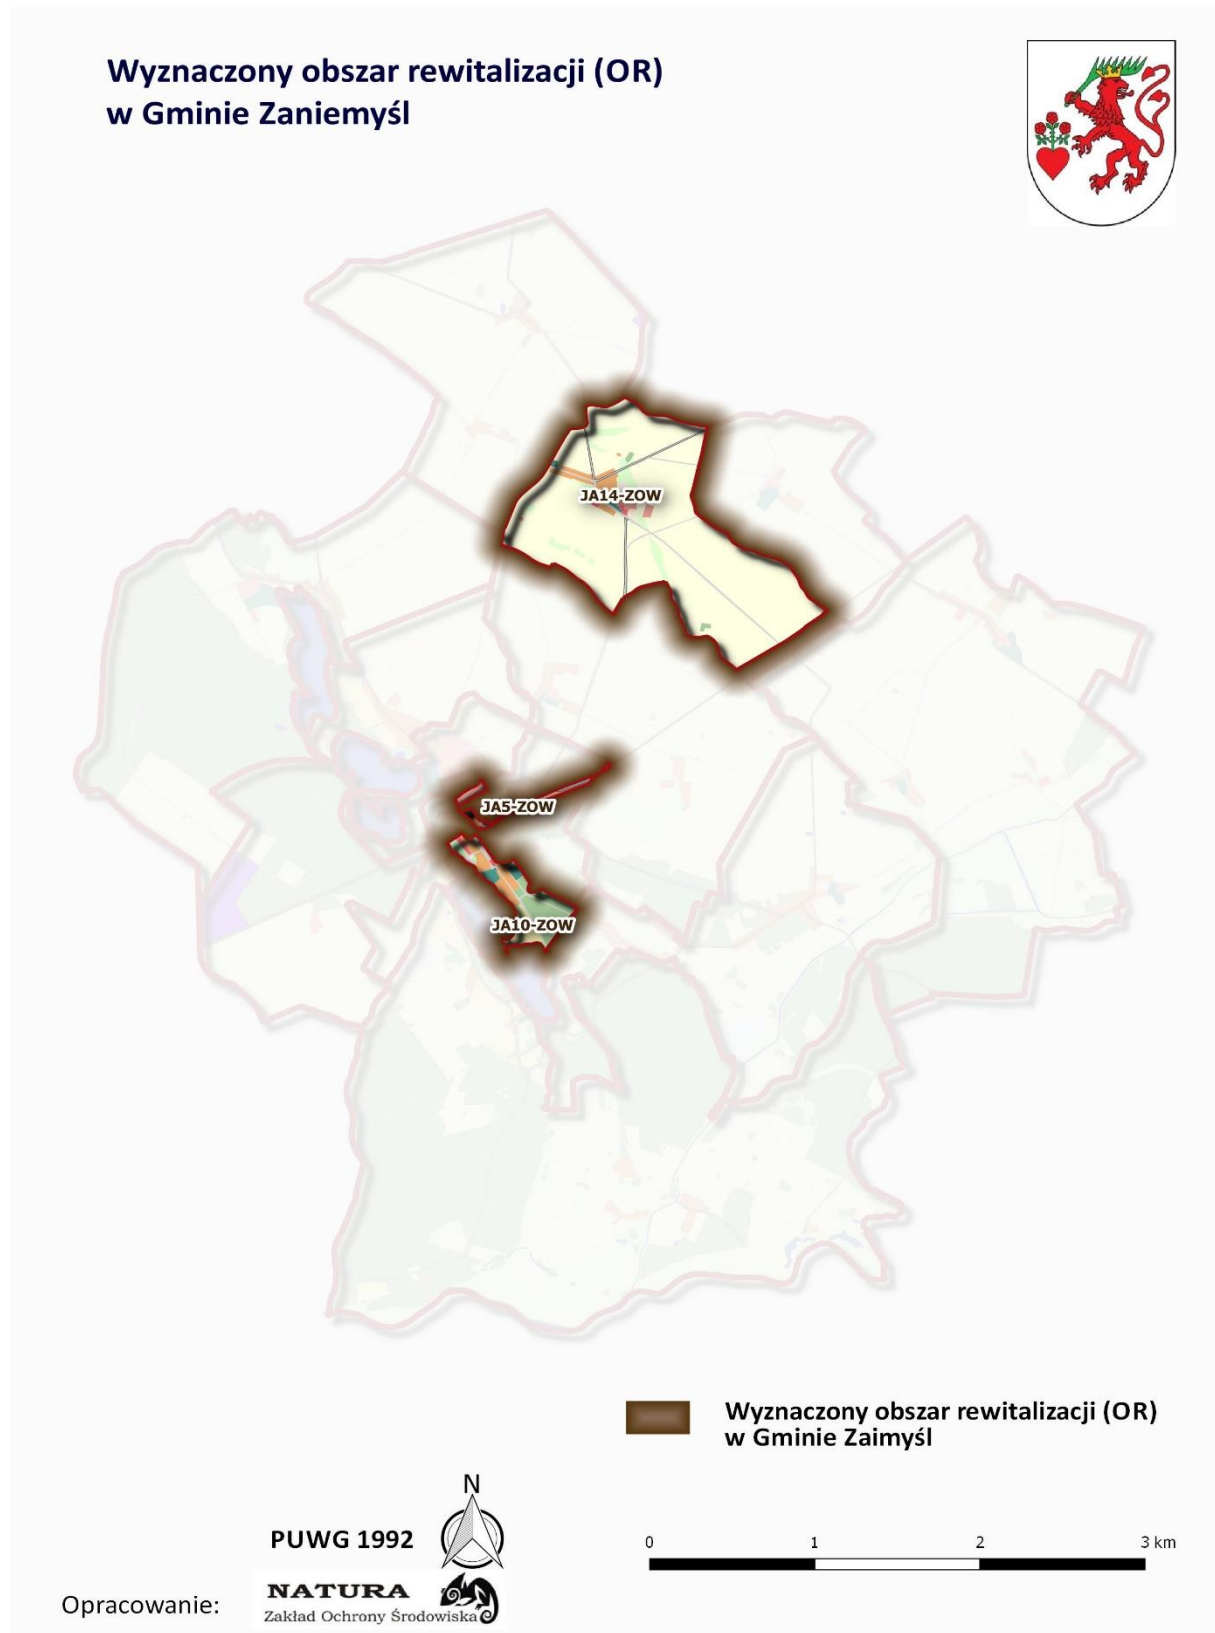 Wyznaczony obszar rewitalizacji (OR)
w Gminie Zaniemyśl
JA14-ZOW
JA5-ZOW
JA10-ZOW
Wyznaczony obszar rewitalizacji (OR)
w Gminie Zaimyśl
N
PUWG 1992
0 1 2 3 km
Opracowanie:
NATURA
Zakład Ochrony Środowiska